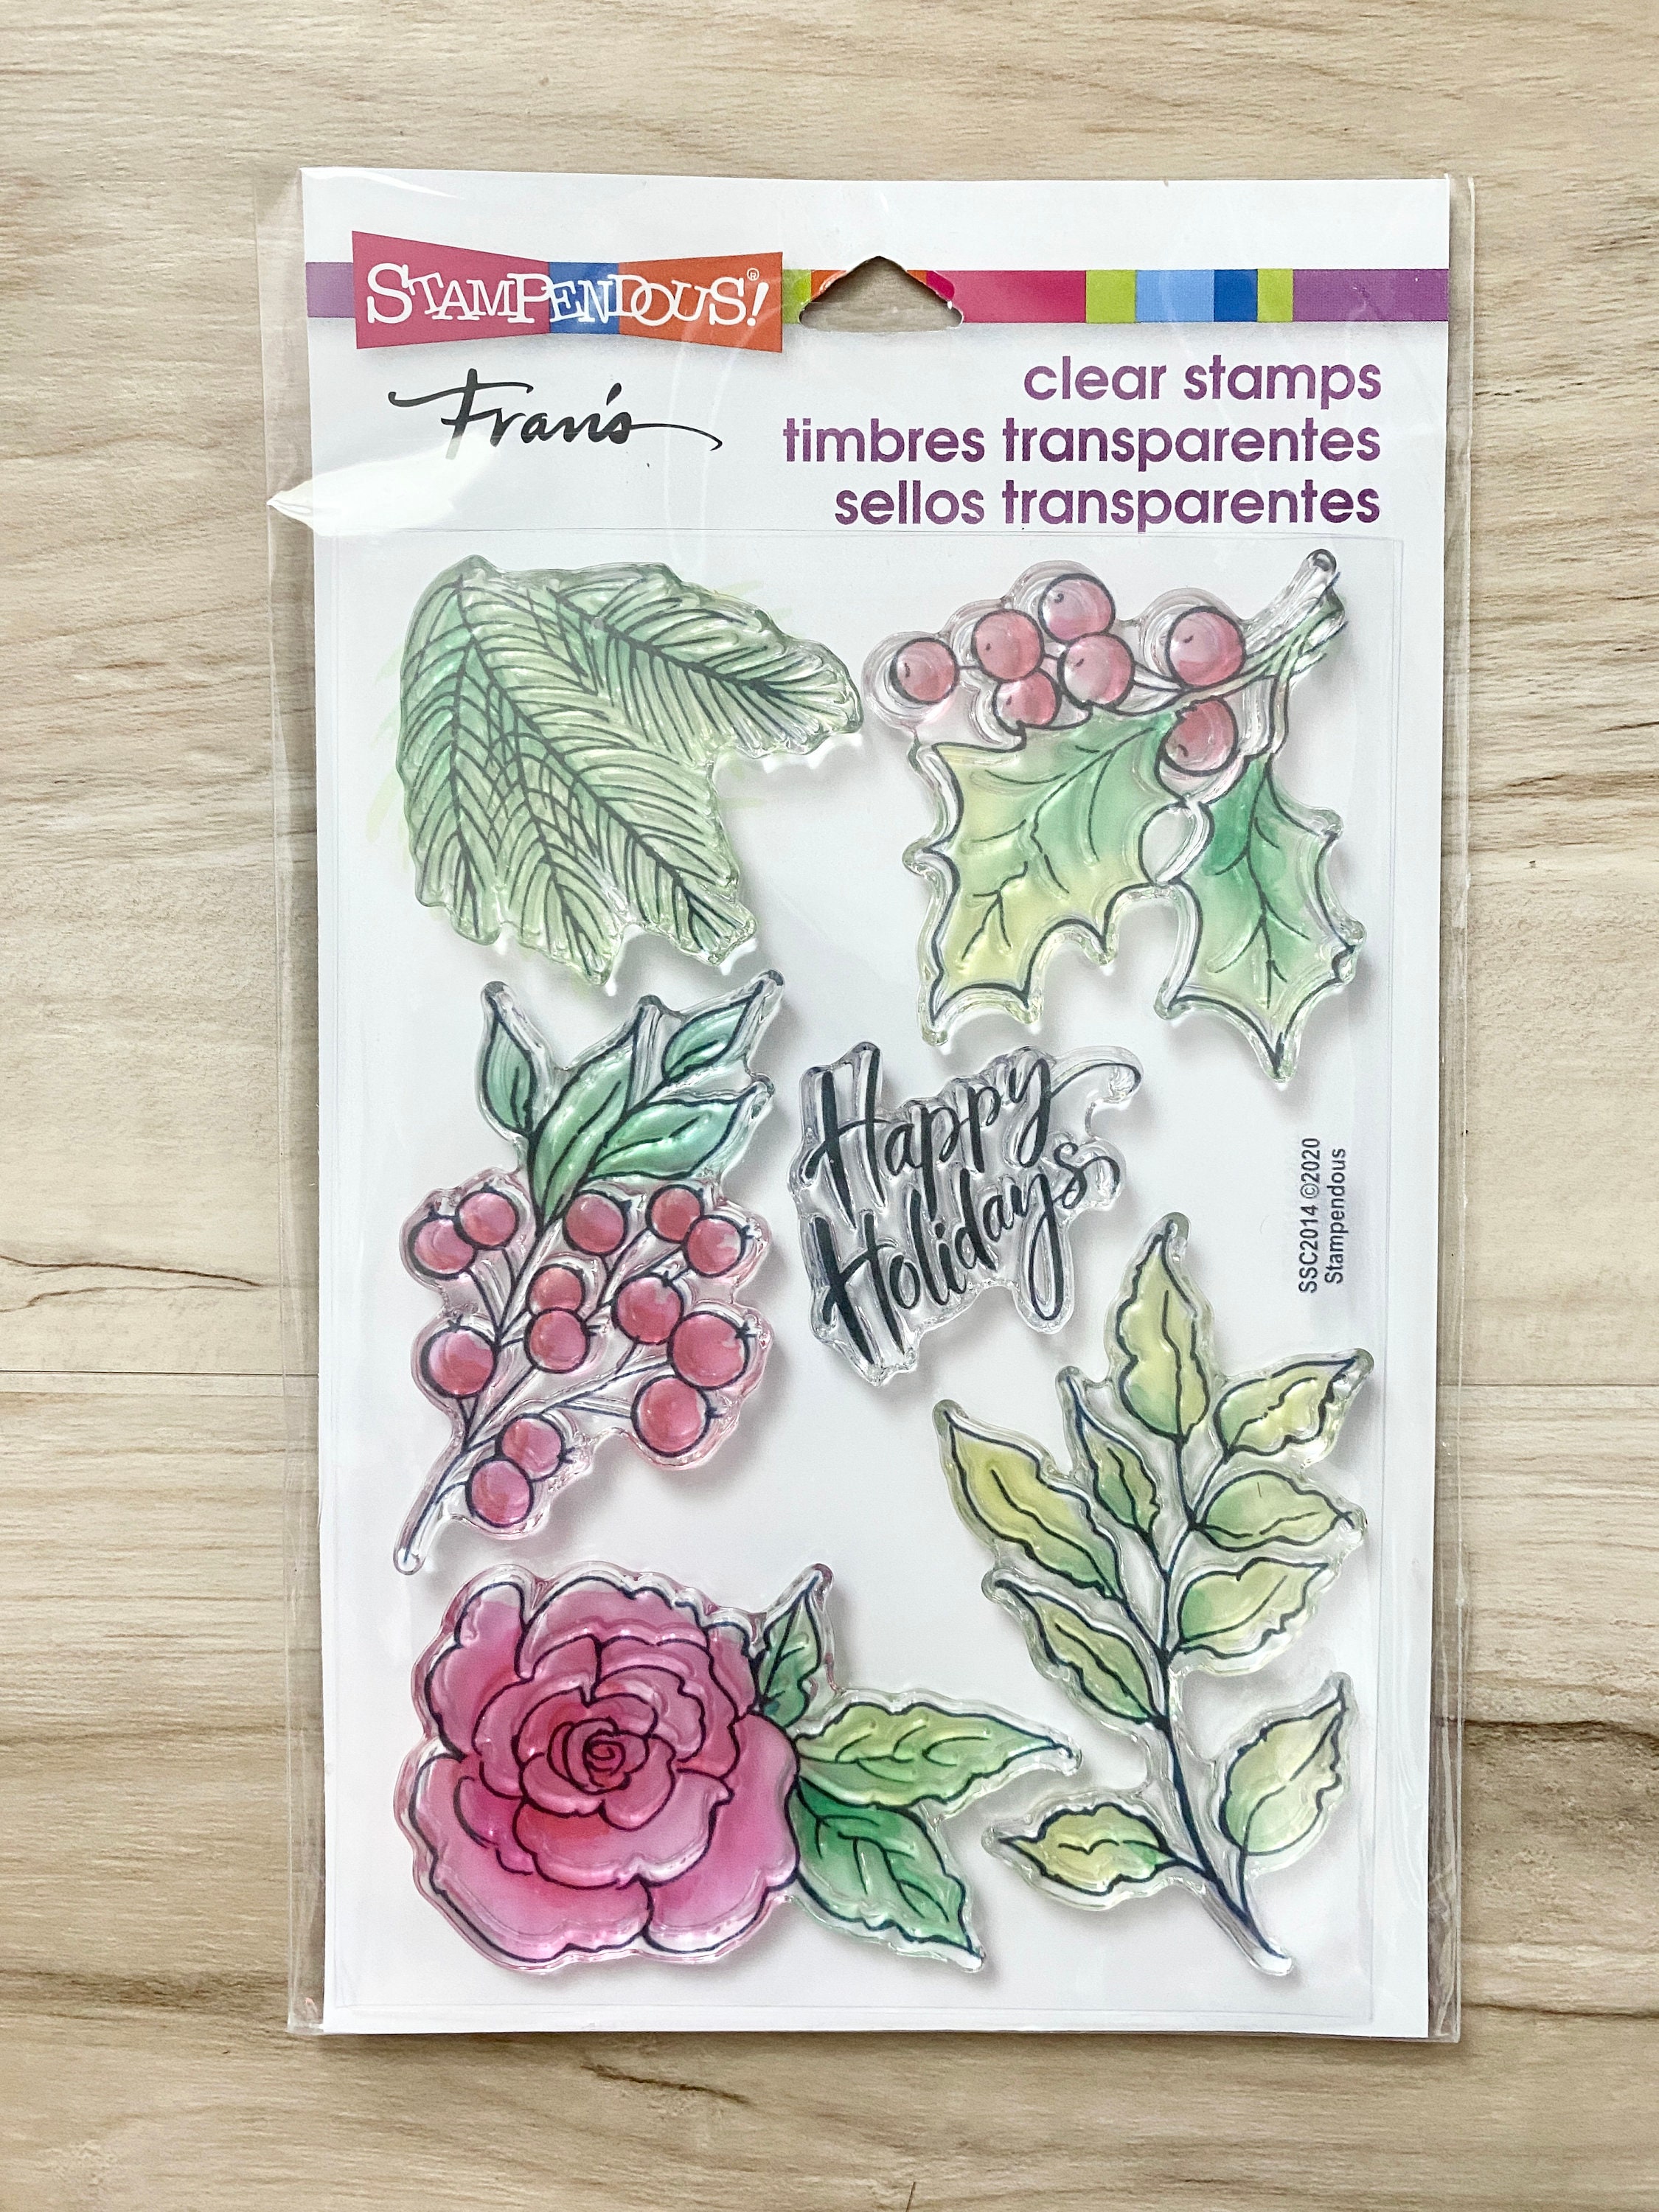 STAMPENDOUS!®
Fran's
clear stamps
timbres transparentes
sellos transparentes
Happy
Holidays
SSC2014 ©2020
Stampendous